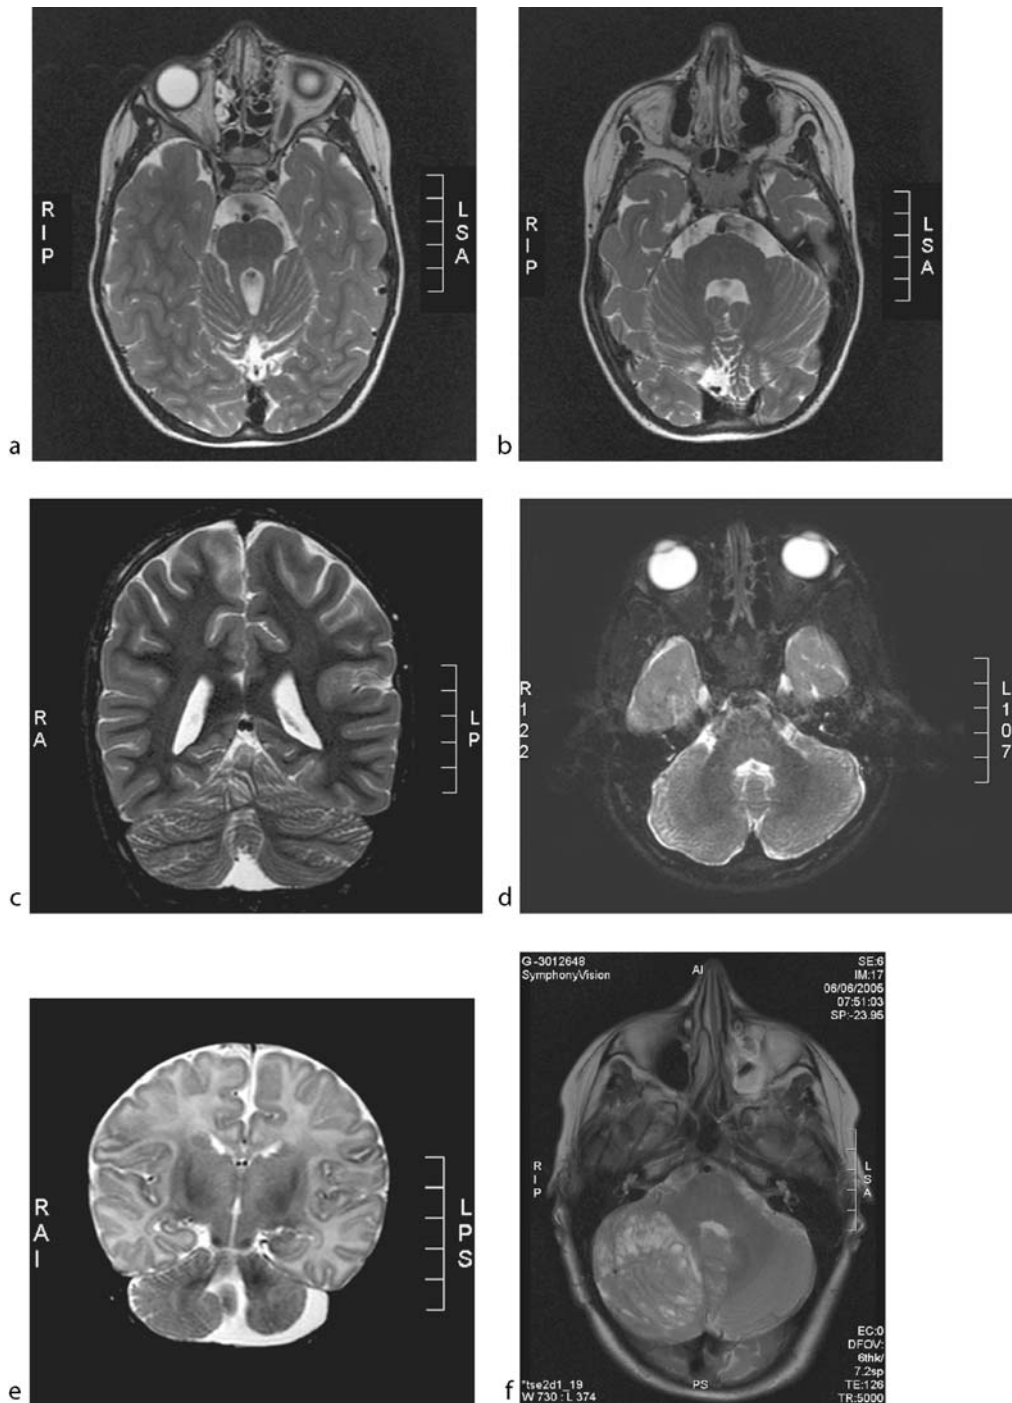 R
I
P
L
S
A
a
R
I
P
L
S
A
b
R
A
L
P
c
R
1
2
2
L
1
0
7
d
R
A
I
L
P
S
e
G-3012648
SymphonyVision
AI
SE:6
IM:17
06/06/2005
07:51:03
SP:-23.95
R
I
P
L
S
A
EC:0
DFOV:
6thk/
7.2sp
TE:126
TR:5000
*tse2d1_19
W 730 : L 374
PS
f